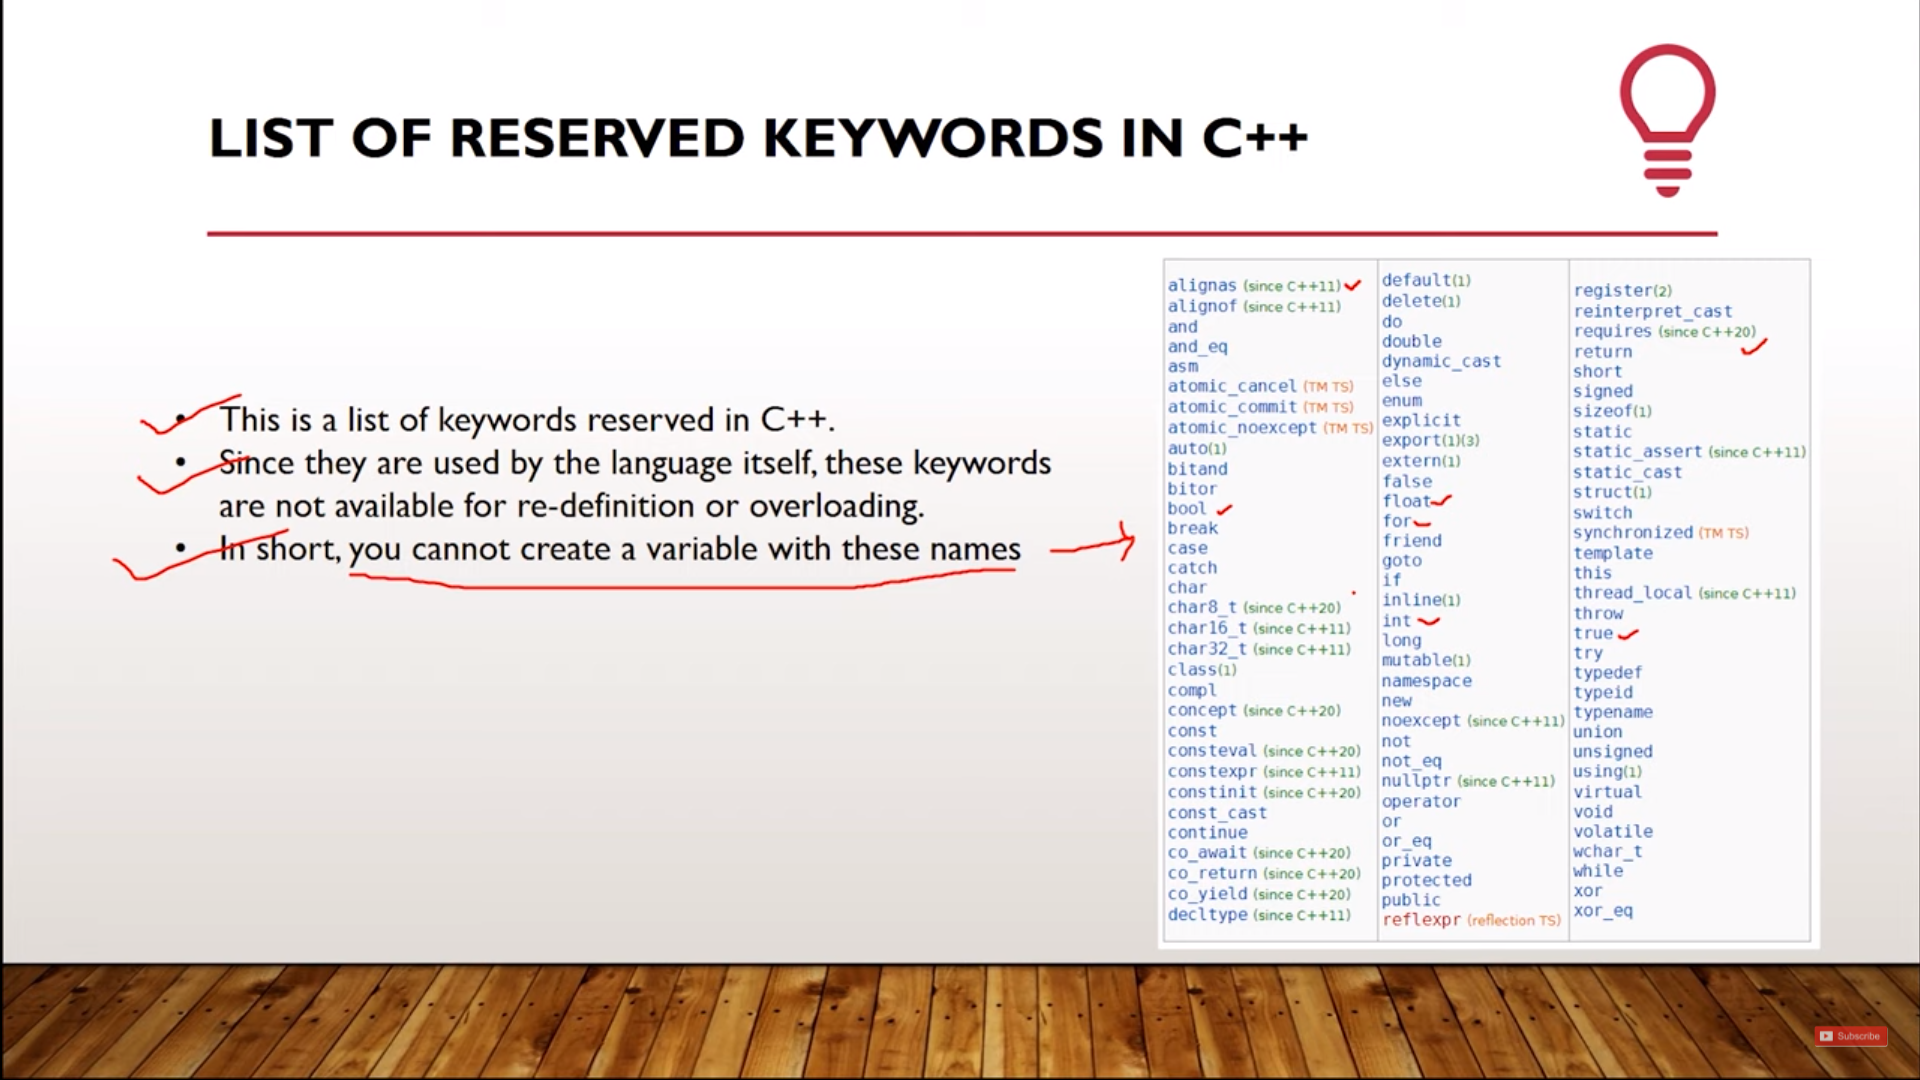 LIST OF RESERVED KEYWORDS IN C++
• This is a list of keywords reserved in C++.
• Since they are used by the language itself, these keywords
are not available for re-definition or overloading.
• In short, you cannot create a variable with these names
alignas (since C++11)
alignof (since C++11)
and
and_eq
asm
atomic_cancel (TM TS)
atomic_commit (TM TS)
atomic_noexcept (TM TS)
auto(1)
bitand
bitor
bool
break
case
catch
char
char8_t (since C++20)
char16_t (since C++11)
char32_t (since C++11)
class(1)
compl
concept (since C++20)
const
consteval (since C++20)
constexpr (since C++11)
constinit (since C++20)
const_cast
continue
co_await (since C++20)
co_return (since C++20)
co_yield (since C++20)
decltype (since C++11)
default(1)
delete(1)
do
double
dynamic_cast
else
enum
explicit
export(1)(3)
extern(1)
false
float
for
friend
goto
if
inline(1)
int
long
mutable(1)
namespace
new
noexcept (since C++11)
not
not_eq
nullptr (since C++11)
operator
or
or_eq
private
protected
public
reflexpr (reflection TS)
register(2)
reinterpret_cast
requires (since C++20)
return
short
signed
sizeof(1)
static
static_assert (since C++11)
static_cast
struct(1)
switch
synchronized (TM TS)
template
this
thread_local (since C++11)
throw
true
try
typedef
typeid
typename
union
unsigned
using(1)
virtual
void
volatile
wchar_t
while
xor
xor_eq
Subscribe